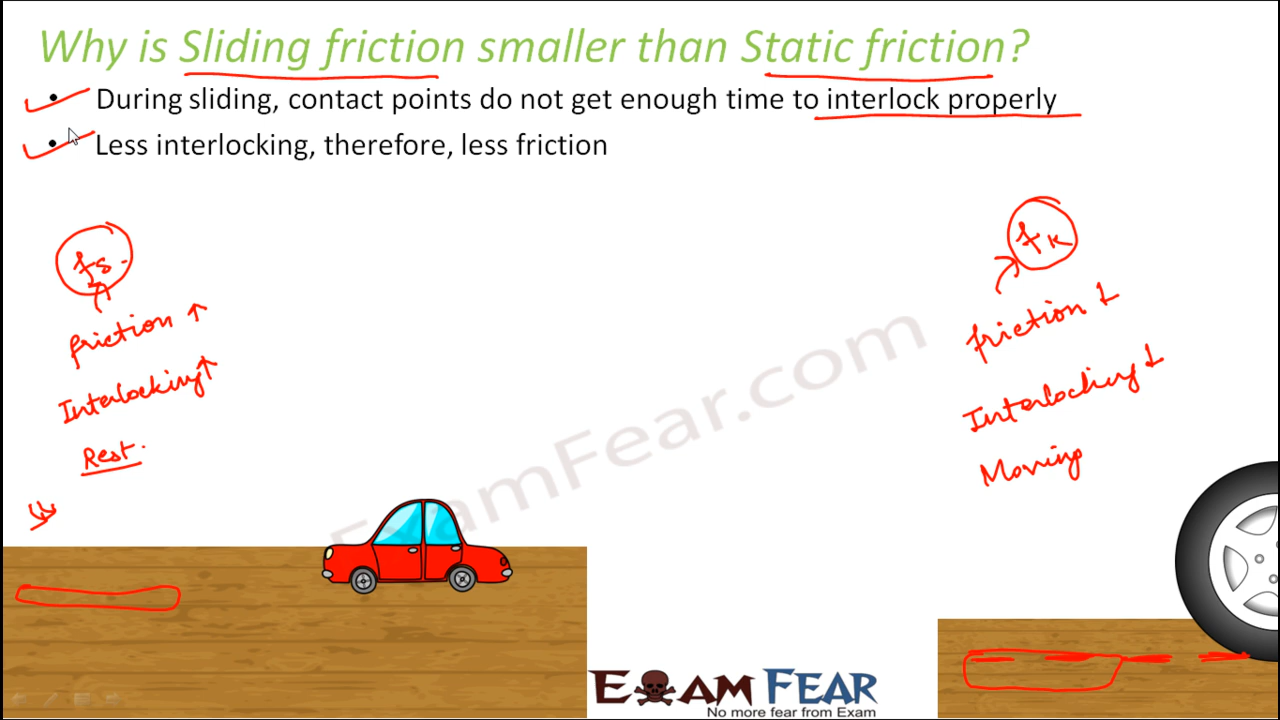 Why is Sliding friction smaller than Static friction?
• During sliding, contact points do not get enough time to interlock properly
• Less interlocking, therefore, less friction
fs.
friction ↑
Interlocking ↑
Rest.
fK
friction ↓
Interlocking ↓
Moving
ExamFear.com
EXAM FEAR
No more fear from Exam